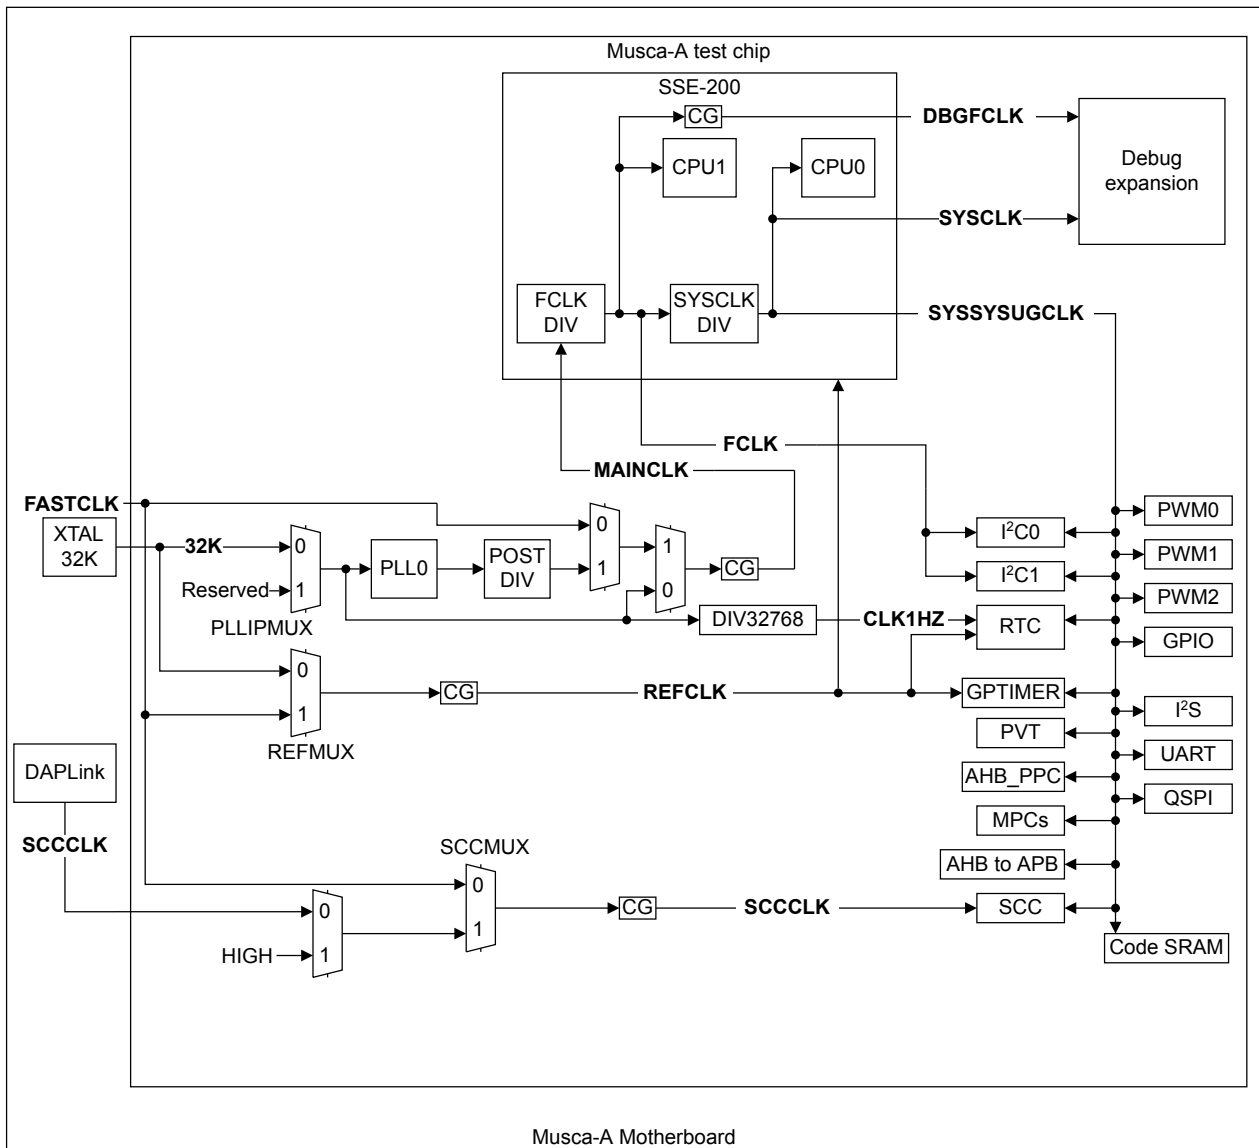 Musca-A test chip
SSE-200
CG
DBGFCLK
Debug
expansion
CPU1
CPU0
SYSCLK
FCLK
DIV
SYSCLK
DIV
SYSSYSUGCLK
FCLK
MAINCLK
FASTCLK
XTAL
32K
32K
0
Reserved
1
PLLIPMUX
PLL0
POST
DIV
0
1
1
0
CG
DIV32768
CLK1HZ
I²C0
I²C1
RTC
PWM0
PWM1
PWM2
GPIO
0
1
REFMUX
CG
REFCLK
GPTIMER
PVT
AHB_PPC
MPCs
AHB to APB
I²S
UART
QSPI
DAPLink
SCCCLK
SCCMUX
0
1
0
HIGH
1
CG
SCCCLK
SCC
Code SRAM
Musca-A Motherboard